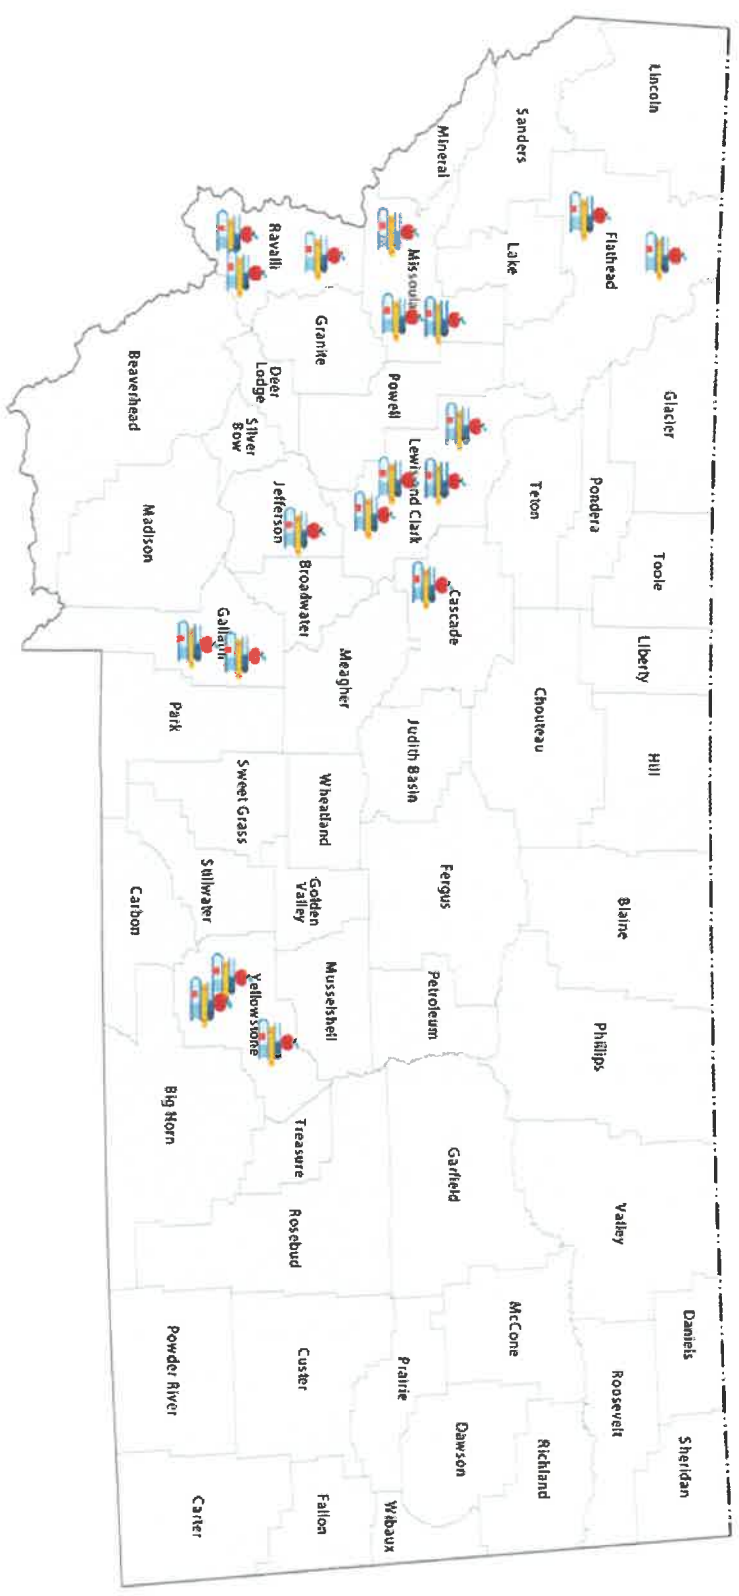 Lincoln
Sanders
Mineral
Flathead
Lake
Missoula
Ravalli
Granite
Deer
Lodge
Silver
Bow
Powell
Beaverhead
Madison
Glacier
Pondera
Teton
Toole
Liberty
Hill
Chouteau
Lewis and Clark
Jefferson
Broadwater
Cascade
Meagher
Gallatin
Park
Judith Basin
Wheatland
Sweet Grass
Fergus
Golden
Valley
Stillwater
Carbon
Blaine
Petroleum
Musselshell
Yellowstone
Phillips
Big Horn
Treasure
Garfield
Rosebud
Valley
Daniels
McCone
Roosevelt
Sheridan
Prairie
Custer
Powder River
Dawson
Richland
Wibaux
Fallon
Carter